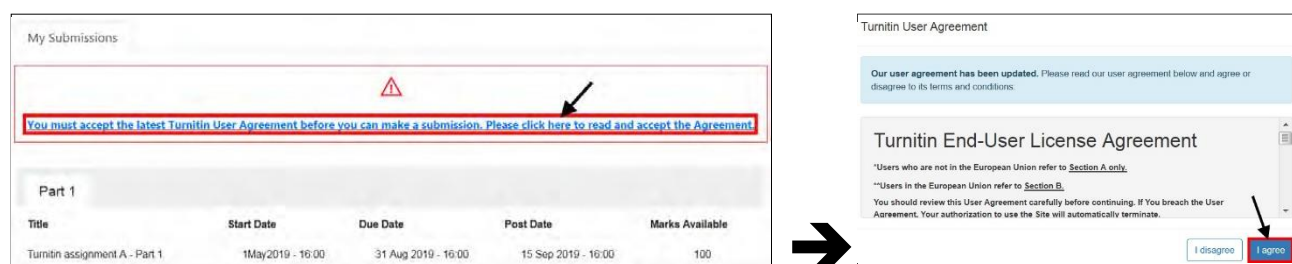 My Submissions
You must accept the latest Turnitin User Agreement before you can make a submission. Please click here to read and accept the Agreement.
Part 1
Title Start Date Due Date Post Date Marks Available
Turnitin assignment A - Part 1 1May2019 - 16:00 31 Aug 2019 - 16:00 15 Sep 2019 - 16:00 100
Turnitin User Agreement
Our user agreement has been updated. Please read our user agreement below and agree or
disagree to its terms and conditions:
Turnitin End-User License Agreement
*Users who are not in the European Union refer to Section A only.
**Users in the European Union refer to Section B.
You should review this User Agreement carefully before continuing. If You breach the User
Agreement, Your authorization to use the Site will automatically terminate.
I disagree I agree